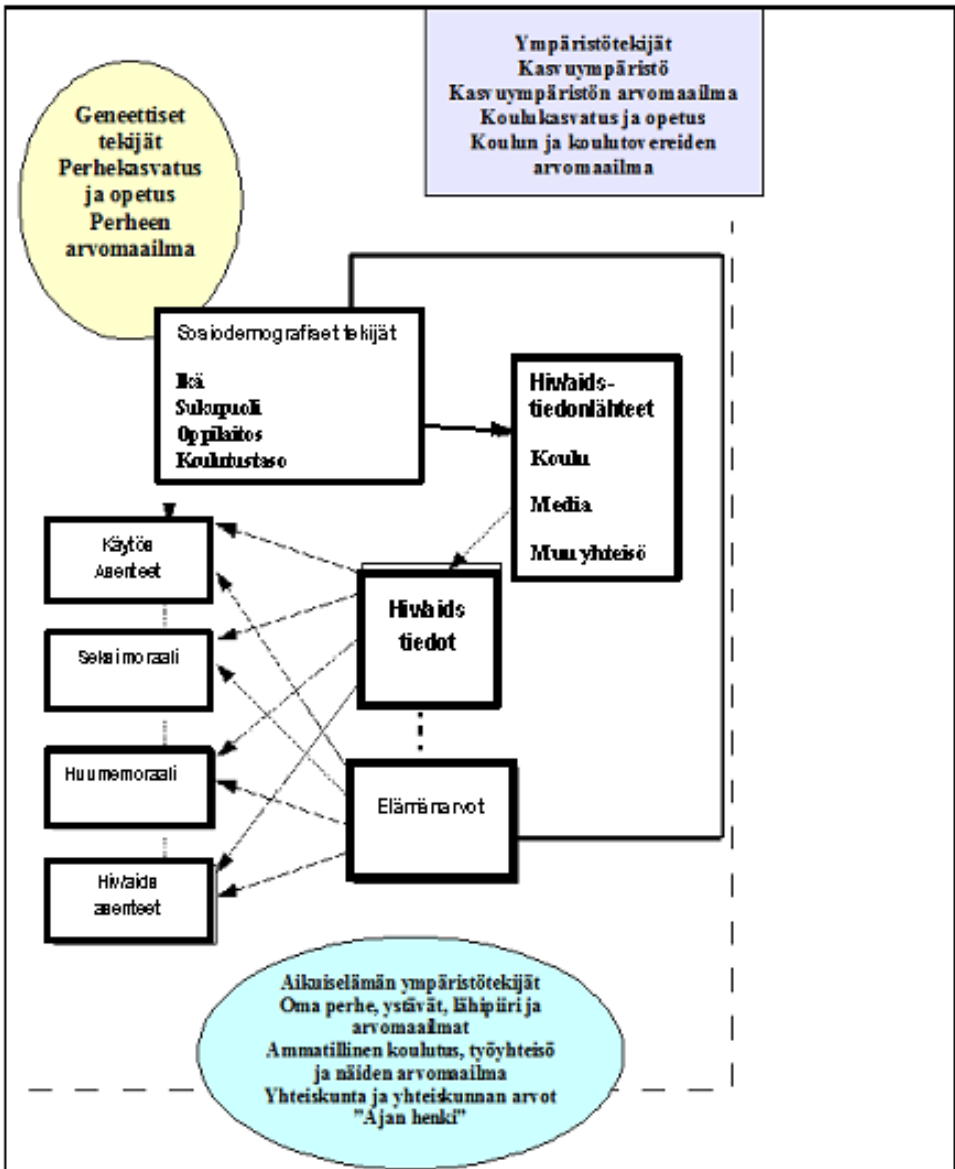 Ympäristötekijät
Kasvuympäristö
Kasvuympäristön arvomaailma
Koulukasvatus ja opetus
Koulun ja koulutovereiden
arvomaailma
Geneettiset
tekijät
Perhekasvatus
ja opetus
Perheen
arvomaailma
Sosiodemografiset tekijät
Ikä
Sukupuoli
Oppilaitos
Koulutustaso
Hiv/aids-
tiedonlähteet
Koulu
Media
Muu yhteisö
Käytös
Asenteet
Seksimoraali
Huumemoraali
Hiv/aids
asenteet
Hiv/aids
tiedot
Elämänarvot
Aikuiselämän ympäristötekijät
Oma perhe, ystävät, lähipiiri ja
arvomaailmat
Ammatillinen koulutus, työyhteisö
ja näiden arvomaailma
Yhteiskunta ja yhteiskunnan arvot
”Ajan henki”